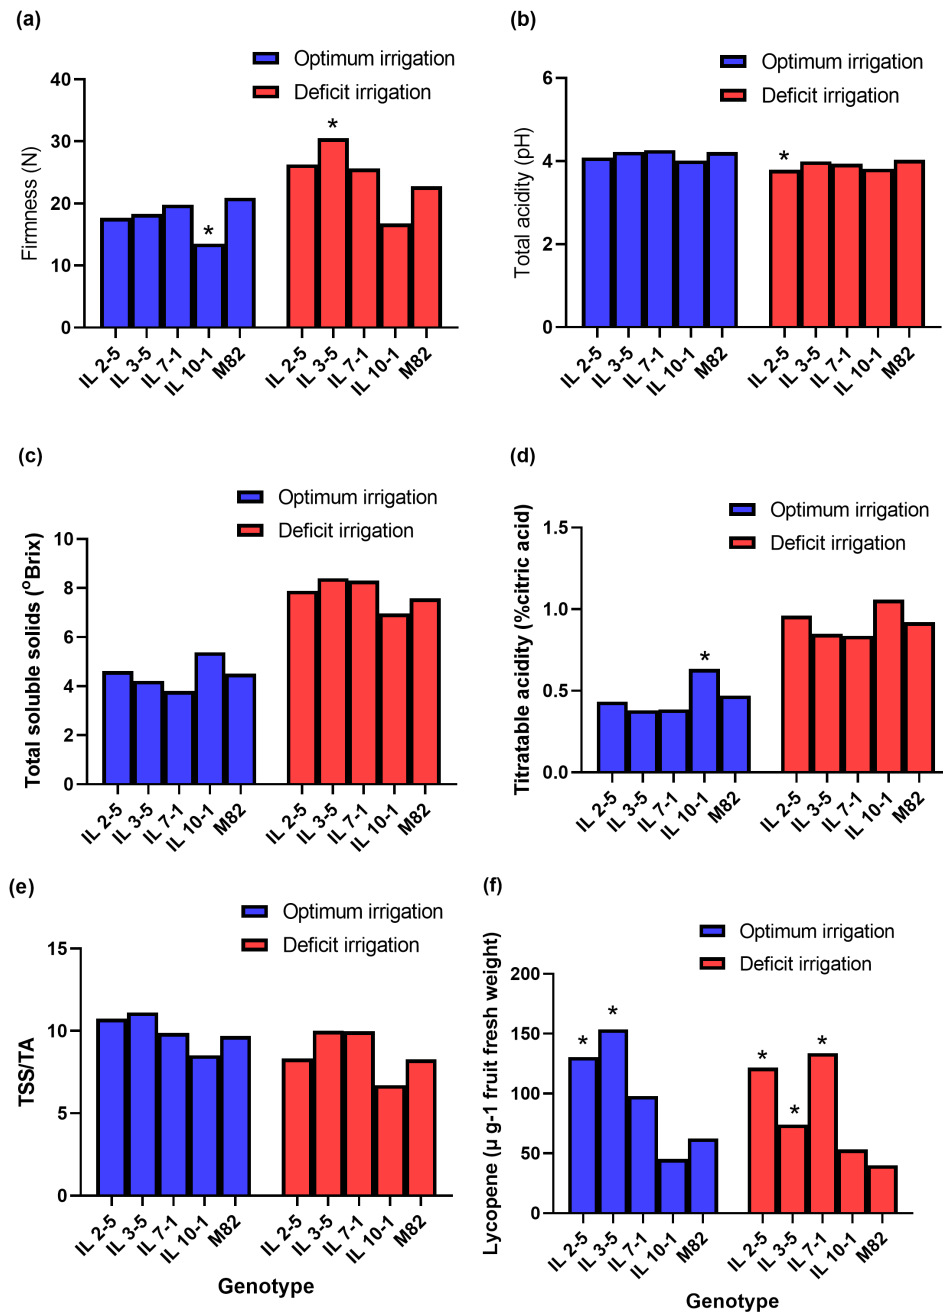 (a)
Optimum irrigation
Deficit irrigation
*
*
Firmness (N)
40
30
20
10
0
IL 2-5
IL 3-5
IL 7-1
IL 10-1
M82
IL 2-5
IL 3-5
IL 7-1
IL 10-1
M82
(b)
Optimum irrigation
Deficit irrigation
*
Total acidity (pH)
6
4
2
0
IL 2-5
IL 3-5
IL 7-1
IL 10-1
M82
IL 2-5
IL 3-5
IL 7-1
IL 10-1
M82
(c)
Optimum irrigation
Deficit irrigation
Total soluble solids (ºBrix)
10
8
6
4
2
0
IL 2-5
IL 3-5
IL 7-1
IL 10-1
M82
IL 2-5
IL 3-5
IL 7-1
IL 10-1
M82
(d)
Optimum irrigation
Deficit irrigation
*
Titratable acidity (%citric acid)
1.5
1.0
0.5
0.0
IL 2-5
IL 3-5
IL 7-1
IL 10-1
M82
IL 2-5
IL 3-5
IL 7-1
IL 10-1
M82
(e)
Optimum irrigation
Deficit irrigation
TSS/TA
15
10
5
0
IL 2-5
IL 3-5
IL 7-1
IL 10-1
M82
IL 2-5
IL 3-5
IL 7-1
IL 10-1
M82
Genotype
(f)
Optimum irrigation
Deficit irrigation
*
*
*
*
*
Lycopene (µ g-1 fruit fresh weight)
200
150
100
50
0
IL 2-5
IL 3-5
IL 7-1
IL 10-1
M82
IL 2-5
IL 3-5
IL 7-1
IL 10-1
M82
Genotype